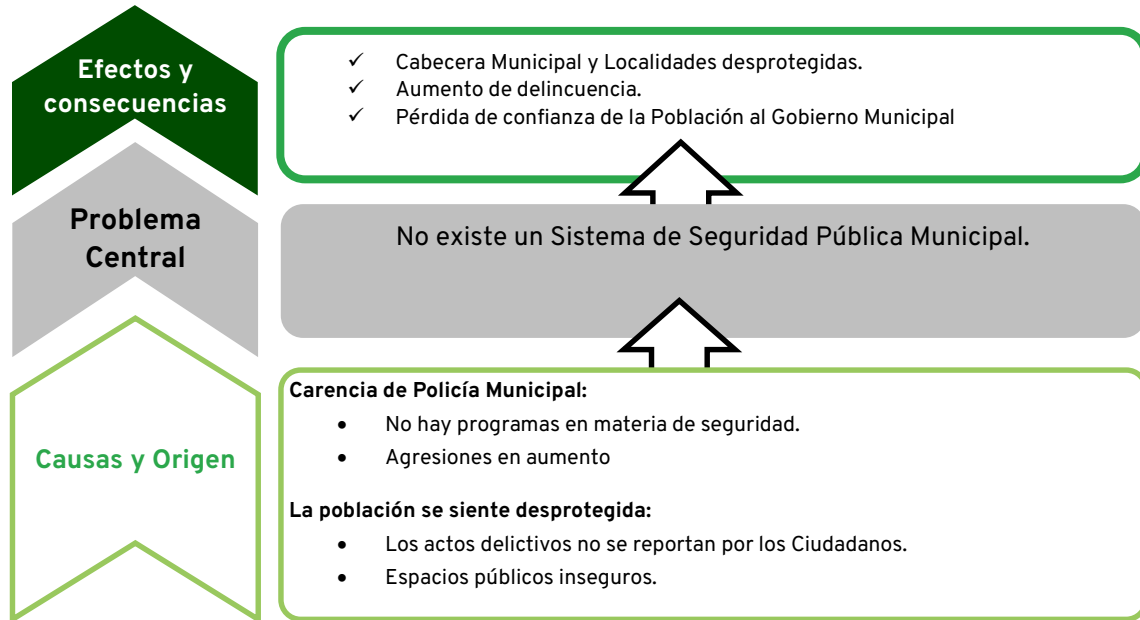 Efectos y
consecuencias
✓ Cabecera Municipal y Localidades desprotegidas.
✓ Aumento de delincuencia.
✓ Pérdida de confianza de la Población al Gobierno Municipal
Problema
Central
No existe un Sistema de Seguridad Pública Municipal.
Causas y Origen
Carencia de Policía Municipal:
• No hay programas en materia de seguridad.
• Agresiones en aumento
La población se siente desprotegida:
• Los actos delictivos no se reportan por los Ciudadanos.
• Espacios públicos inseguros.